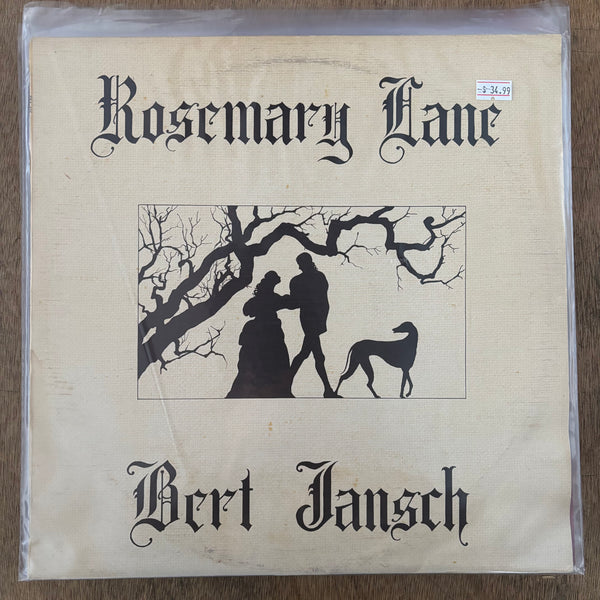 $ 34.99
Rosemary Lane
Bert Jansch